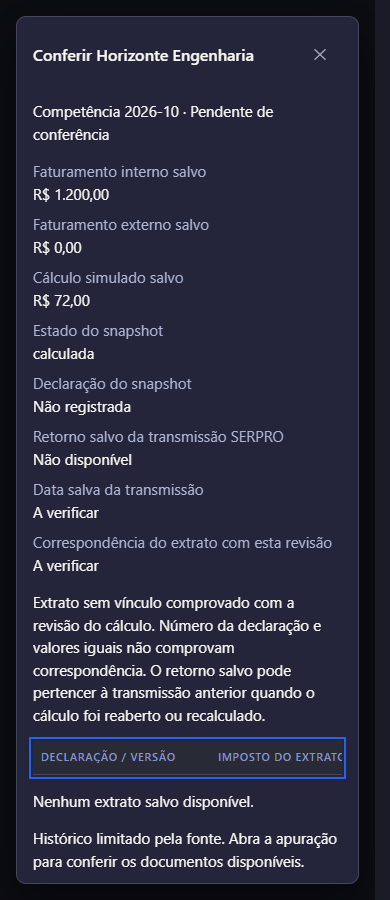 Conferir Horizonte Engenharia
Competência 2026-10 · Pendente de
conferência
Faturamento interno salvo
R$ 1.200,00
Faturamento externo salvo
R$ 0,00
Cálculo simulado salvo
R$ 72,00
Estado do snapshot
calculada
Declaração do snapshot
Não registrada
Retorno salvo da transmissão SERPRO
Não disponível
Data salva da transmissão
A verificar
Correspondência do extrato com esta revisão
A verificar
Extrato sem vínculo comprovado com a
revisão do cálculo. Número da declaração e
valores iguais não comprovam
correspondência. O retorno salvo pode
pertencer à transmissão anterior quando o
cálculo foi reaberto ou recalculado.
DECLARAÇÃO / VERSÃO IMPOSTO DO EXTRATO
Nenhum extrato salvo disponível.
Histórico limitado pela fonte. Abra a apuração
para conferir os documentos disponíveis.